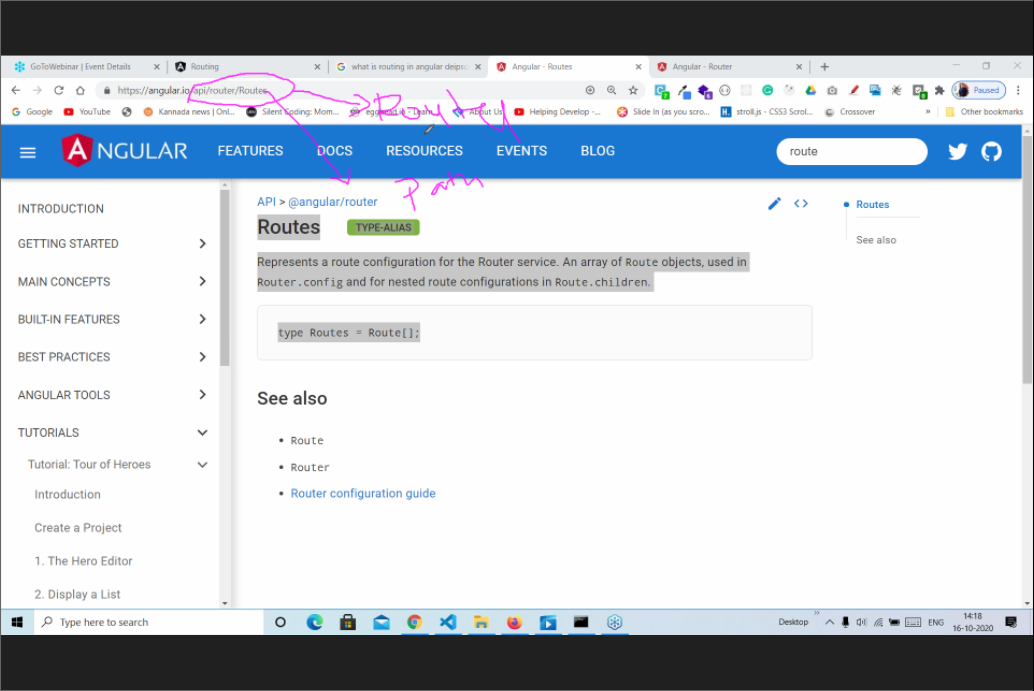 GoToWebinar | Event Details
Routing
what is routing in angular deips
Angular - Routes
Angular - Router
https://angular.io/api/router/Routes
Paused
Google
YouTube
Kannada news | Onl...
Silent Coding: Mom...
egghead.io - Learn...
About Us
Helping Develop -...
Slide In (as you scro...
stroll.js - CSS3 Scrol...
Crossover
»
Other bookmarks
Path
ANGULAR
FEATURES
DOCS
RESOURCES
EVENTS
BLOG
route
INTRODUCTION
GETTING STARTED
MAIN CONCEPTS
BUILT-IN FEATURES
BEST PRACTICES
ANGULAR TOOLS
TUTORIALS
Tutorial: Tour of Heroes
Introduction
Create a Project
1. The Hero Editor
2. Display a List
API > @angular/router
Routes TYPE-ALIAS
Represents a route configuration for the Router service. An array of Route objects, used in
Router.config and for nested route configurations in Route.children.
type Routes = Route[];
See also
• Route
• Router
• Router configuration guide
Routes
See also
Type here to search
Desktop
»
ENG
14:18
16-10-2020